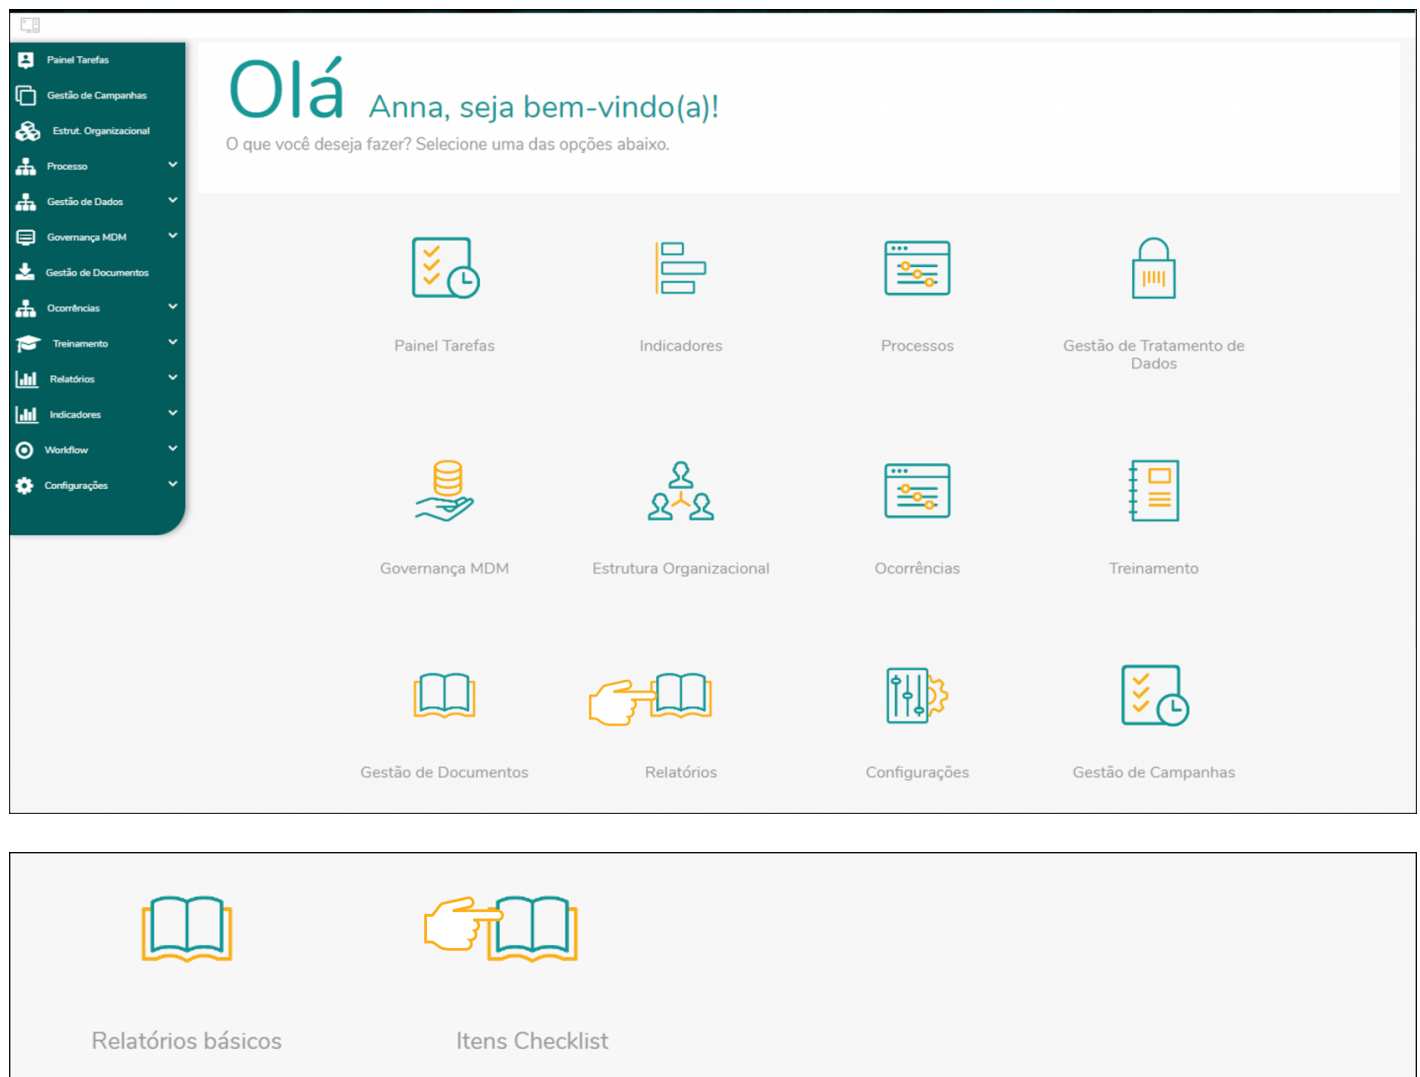 Painel Tarefas
Gestão de Campanhas
Estrut. Organizacional
Processo
Gestão de Dados
Governança MDM
Gestão de Documentos
Ocorrências
Treinamento
Relatórios
Indicadores
Workflow
Configurações
Olá Anna, seja bem-vindo(a)!
O que você deseja fazer? Selecione uma das opções abaixo.
Painel Tarefas
Indicadores
Processos
Gestão de Tratamento de
Dados
Governança MDM
Estrutura Organizacional
Ocorrências
Treinamento
Gestão de Documentos
Relatórios
Configurações
Gestão de Campanhas
Relatórios básicos
Itens Checklist